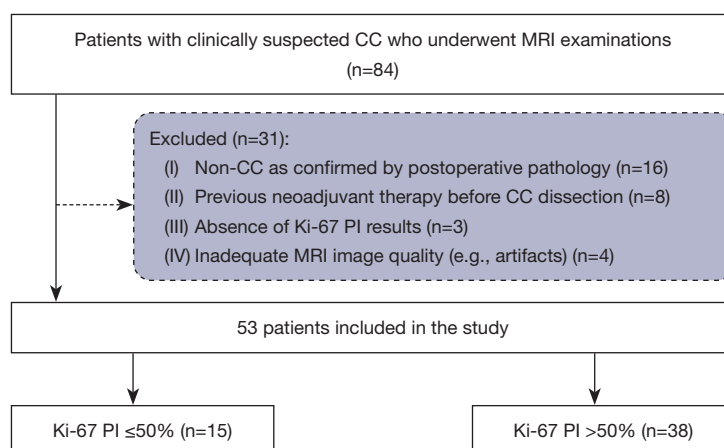 Patients with clinically suspected CC who underwent MRI examinations
(n=84)
Excluded (n=31):
(I) Non-CC as confirmed by postoperative pathology (n=16)
(II) Previous neoadjuvant therapy before CC dissection (n=8)
(III) Absence of Ki-67 PI results (n=3)
(IV) Inadequate MRI image quality (e.g., artifacts) (n=4)
53 patients included in the study
Ki-67 PI ≤50% (n=15)
Ki-67 PI >50% (n=38)